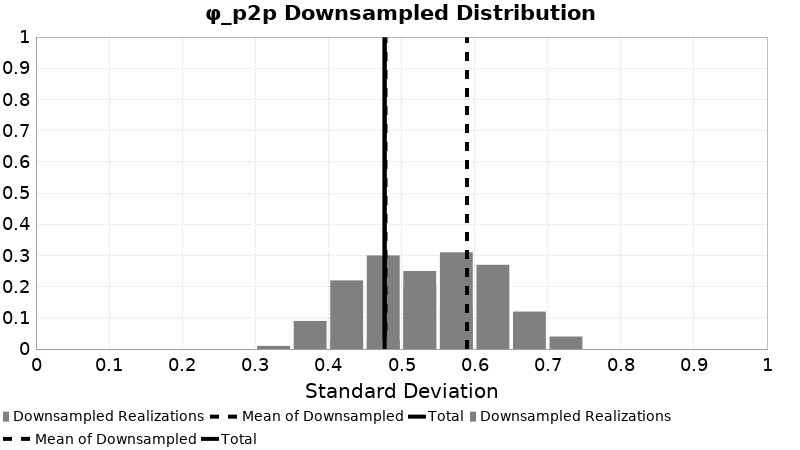 φ_p2p Downsampled Distribution
1
0.9
0.8
0.7
0.6
0.5
0.4
0.3
0.2
0.1
0
0 0.1 0.2 0.3 0.4 0.5 0.6 0.7 0.8 0.9 1
Standard Deviation
Downsampled Realizations Mean of Downsampled Total Downsampled Realizations
Mean of Downsampled Total